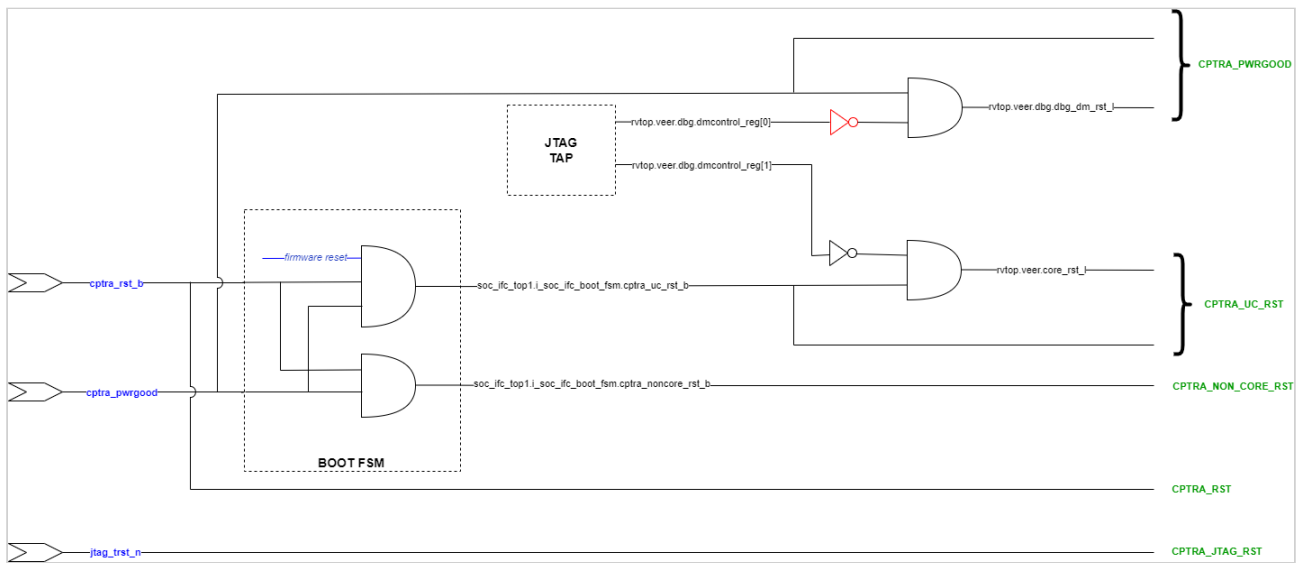 CPTRA_PWRGOOD
rvtop.veer.dbg.dbg_dm_rst_l
rvtop.veer.dbg.dmcontrol_reg[0]
JTAG
TAP
rvtop.veer.dbg.dmcontrol_reg[1]
firmware reset
rvtop.veer.core_rst_l
cptra_rst_b
soc_ifc_top1.i_soc_ifc_boot_fsm.cptra_uc_rst_b
CPTRA_UC_RST
cptra_pwrgood
soc_ifc_top1.i_soc_ifc_boot_fsm.cptra_noncore_rst_b
CPTRA_NON_CORE_RST
BOOT FSM
CPTRA_RST
jtag_trst_n
CPTRA_JTAG_RST